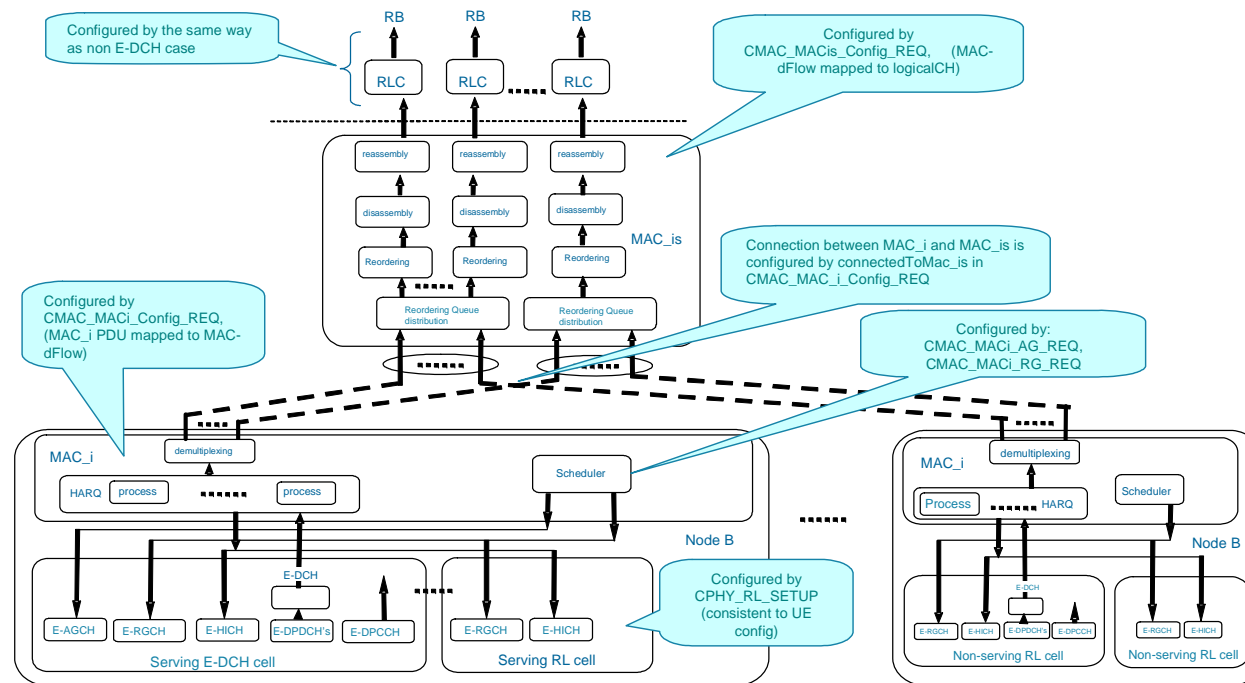 Configured by the same way
as non E-DCH case
RB
RB
RB
RLC
RLC
RLC
Configured by
CMAC_MACis_Config_REQ, (MAC-
dFlow mapped to logicalCH)
reassembly
reassembly
reassembly
disassembly
disassembly
disassembly
MAC_is
Reordering
Reordering
Reordering
Reordering Queue
distribution
Reordering Queue
distribution
Connection between MAC_i and MAC_is is
configured by connectedToMac_is in
CMAC_MAC_i_Config_REQ
Configured by
CMAC_MACi_Config_REQ,
(MAC_i PDU mapped to MAC-
dFlow)
Configured by:
CMAC_MACi_AG_REQ,
CMAC_MACi_RG_REQ
MAC_i
demultiplexing
HARQ
process
process
Scheduler
Node B
E-DCH
E-AGCH
E-RGCH
E-HICH
E-DPDCH's
E-DPCCH
Serving E-DCH cell
E-RGCH
E-HICH
Serving RL cell
Configured by
CPHY_RL_SETUP
(consistent to UE
config)
MAC_i
demultiplexing
Process
HARQ
Scheduler
Node B
E-DCH
E-RGCH
E-HICH
E-DPDCH's
E-DPCCH
Non-serving RL cell
E-RGCH
E-HICH
Non-serving RL cell